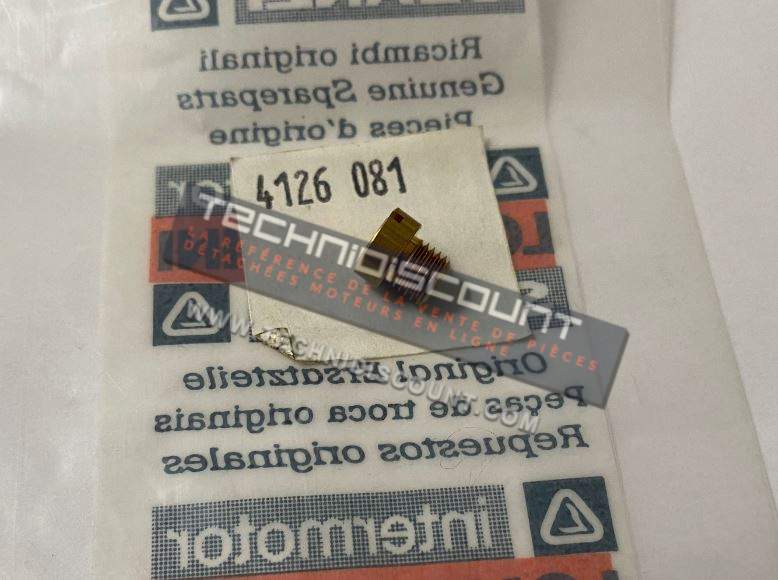 Ricambi originali
Genuine Spareparts
Pieces d'origine
4126 081
TECHNIDISCOUNT
LA RÉFÉRENCE DE LA VENTE DE PIÈCES
DÉTACHÉES MOTEURS EN LIGNE
WWW.TECHNIDISCOUNT.COM
Original Ersatzteile
Peças de troca originais
Repuestos originales
intermotor